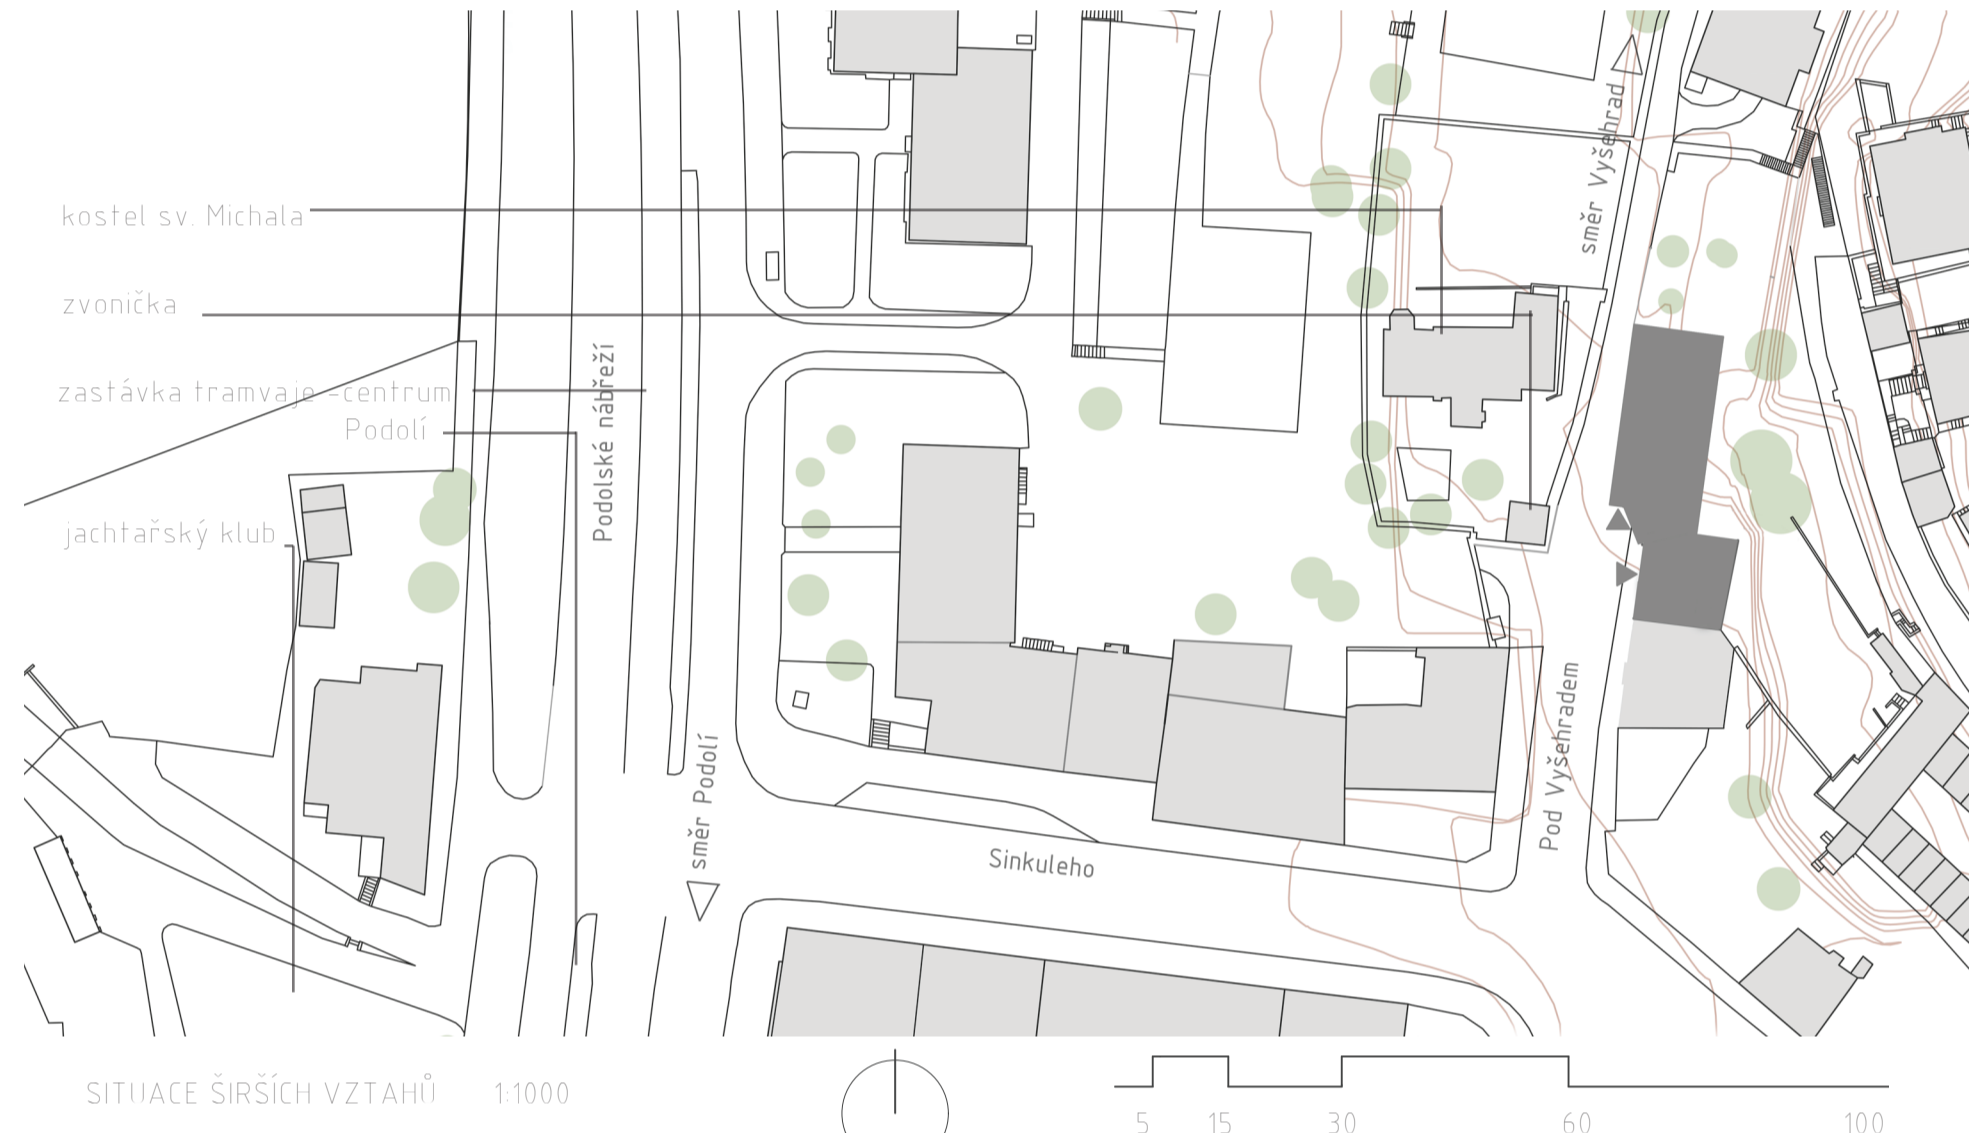 směr Vyšehrad
kostel sv. Michala
zvonička
zastávka tramvaje -centrum
Podolí
Podolské nábřeží
jachtařský klub
směr Podolí
Pod Vyšehradem
Sinkuleho
SITUACE ŠIRŠÍCH VZTAHŮ 1:1000
5 15 30 60 100